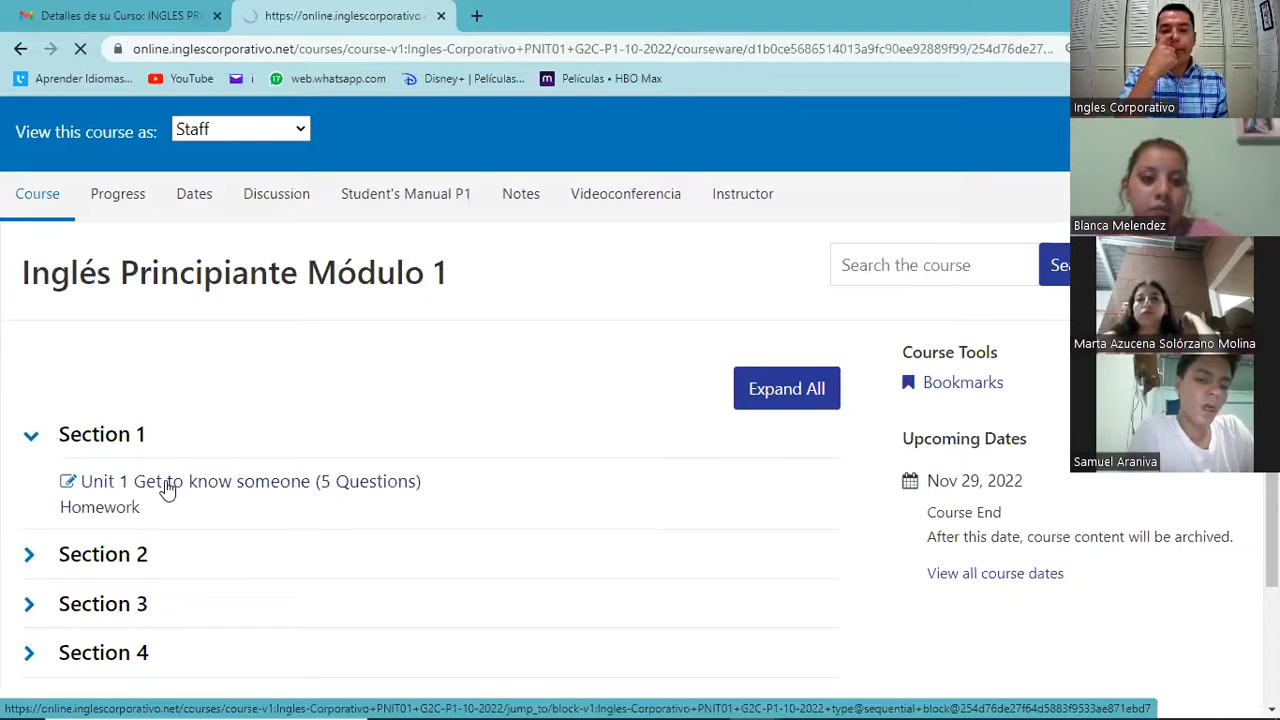 Detalles de su Curso: INGLES PRI
https://online.inglescorporativo
online.inglescorporativo.net/courses/course-v1:Ingles-Corporativo+PNIT01+G2C-P1-10-2022/courseware/d1b0ce5686514013a9fc90ee92889f99/254d76de27...
Aprender Idiomas...
YouTube
i
web.whatsapp.com
Disney+ | Películas...
Películas - HBO Max
View this course as:
Staff
Course
Progress
Dates
Discussion
Student's Manual P1
Notes
Videoconferencia
Instructor
Inglés Principiante Módulo 1
Search the course
Expand All
Section 1
Unit 1 Get to know someone (5 Questions)
Homework
Section 2
Section 3
Section 4
Course Tools
Bookmarks
Upcoming Dates
Nov 29, 2022
Course End
After this date, course content will be archived.
View all course dates
Ingles Corporativo
Blanca Melendez
Marta Azucena Solórzano Molina
Samuel Araniva
https://online.inglescorporativo.net/courses/course-v1:Ingles-Corporativo+PNIT01+G2C-P1-10-2022/jump_to/block-v1:Ingles-Corporativo+PNIT01+G2C-P1-10-2022+type@sequential+block@254d76de27f64d5883f9533ae871ebd7